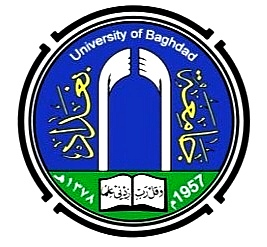 University of Baghdad
جامعة
بغداد
وقل رب
زدني علما
١٣٧٨هـ
1957م